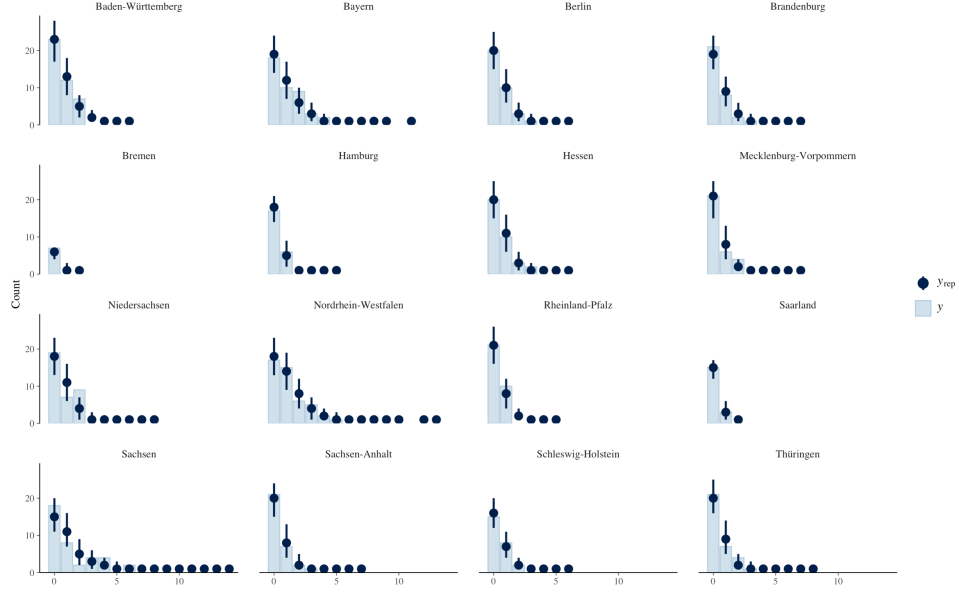 Baden-Württemberg
Bayern
Berlin
Brandenburg
20
10
0
Bremen
Hamburg
Hessen
Mecklenburg-Vorpommern
20
10
0
Count
Niedersachsen
Nordrhein-Westfalen
Rheinland-Pfalz
Saarland
20
10
0
Sachsen
Sachsen-Anhalt
Schleswig-Holstein
Thüringen
20
10
0
0 5 10
0 5 10
0 5 10
0 5 10
y rep
y